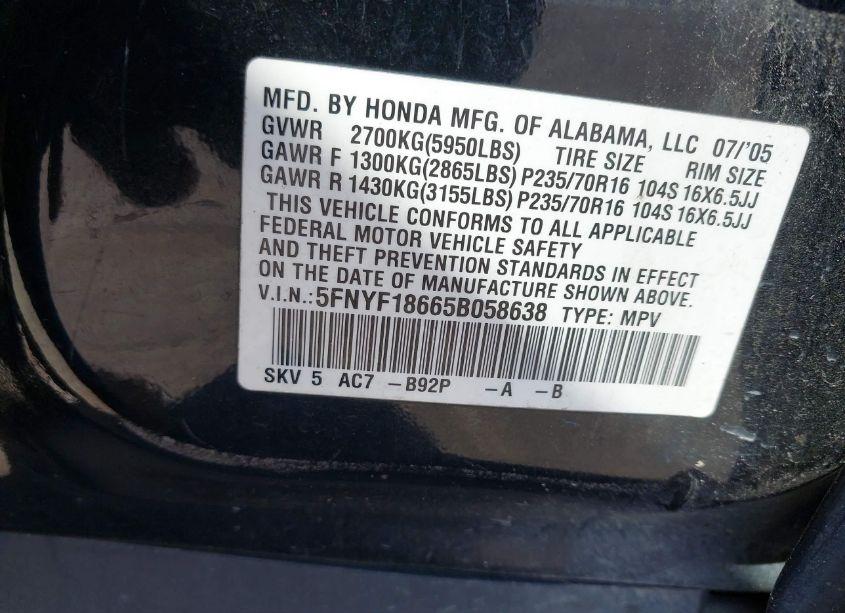 MFD. BY HONDA MFG. OF ALABAMA, LLC 07/'05
GVWR 2700KG(5950LBS) TIRE SIZE RIM SIZE
GAWR F 1300KG(2865LBS) P235/70R16 104S 16X6.5JJ
GAWR R 1430KG(3155LBS) P235/70R16 104S 16X6.5JJ
THIS VEHICLE CONFORMS TO ALL APPLICABLE
FEDERAL MOTOR VEHICLE SAFETY
AND THEFT PREVENTION STANDARDS IN EFFECT
ON THE DATE OF MANUFACTURE SHOWN ABOVE.
V.I.N.:5FNYF18665B058638 TYPE: MPV
SKV 5 AC7 -B92P -A -B